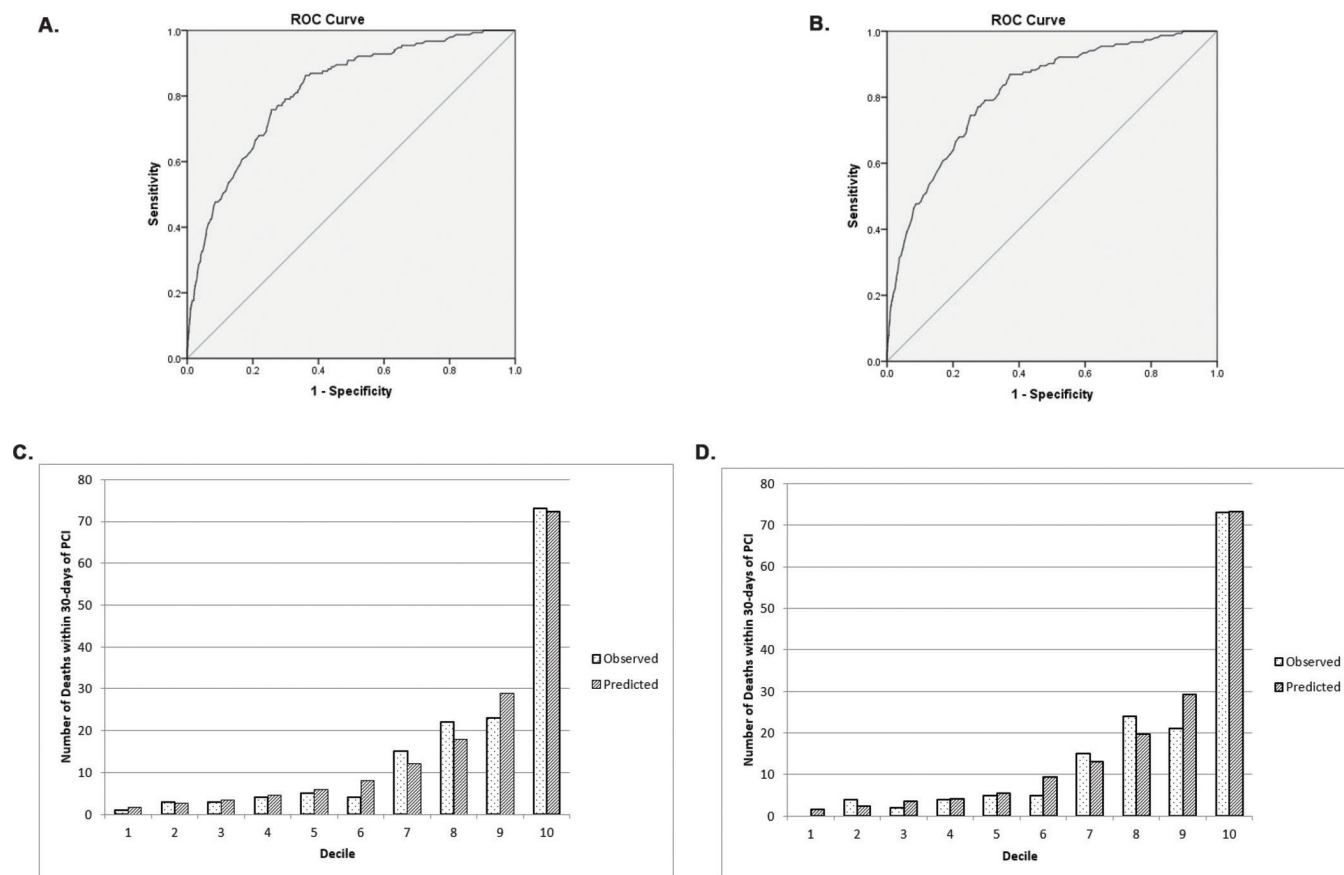 A.
ROC Curve
Sensitivity
1.0
0.8
0.6
0.4
0.2
0.0
0.0 0.2 0.4 0.6 0.8 1.0
1 - Specificity
B.
ROC Curve
Sensitivity
1.0
0.8
0.6
0.4
0.2
0.0
0.0 0.2 0.4 0.6 0.8 1.0
1 - Specificity
C.
Number of Deaths within 30-days of PCI
80
70
60
50
40
30
20
10
0
1 2 3 4 5 6 7 8 9 10
Decile
Observed
Predicted
D.
Number of Deaths within 30-days of PCI
80
70
60
50
40
30
20
10
0
1 2 3 4 5 6 7 8 9 10
Decile
Observed
Predicted